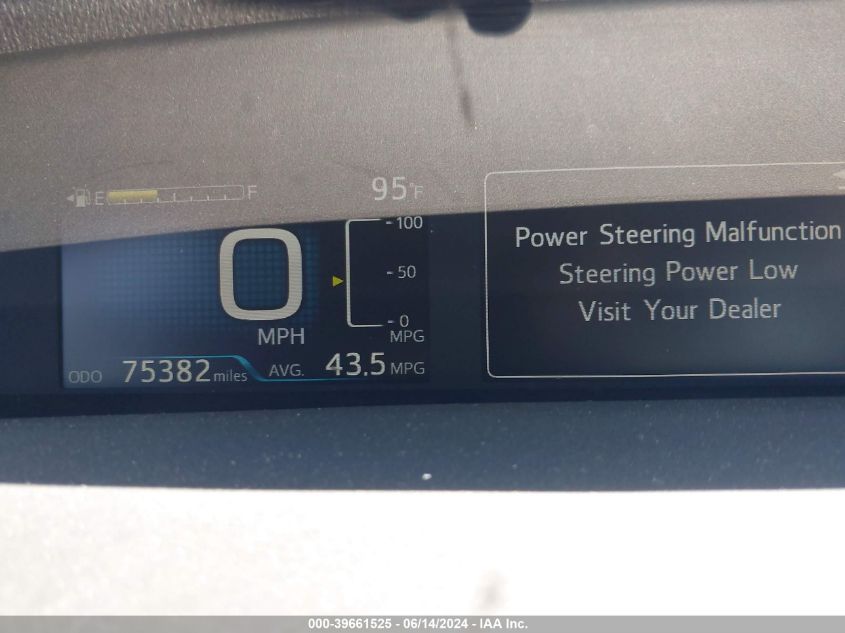 E F 95°F
100
50
0
0
MPH
MPG
ODO 75382 miles AVG. 43.5 MPG
Power Steering Malfunction
Steering Power Low
Visit Your Dealer
000-39661525 - 06/14/2024 - IAA Inc.